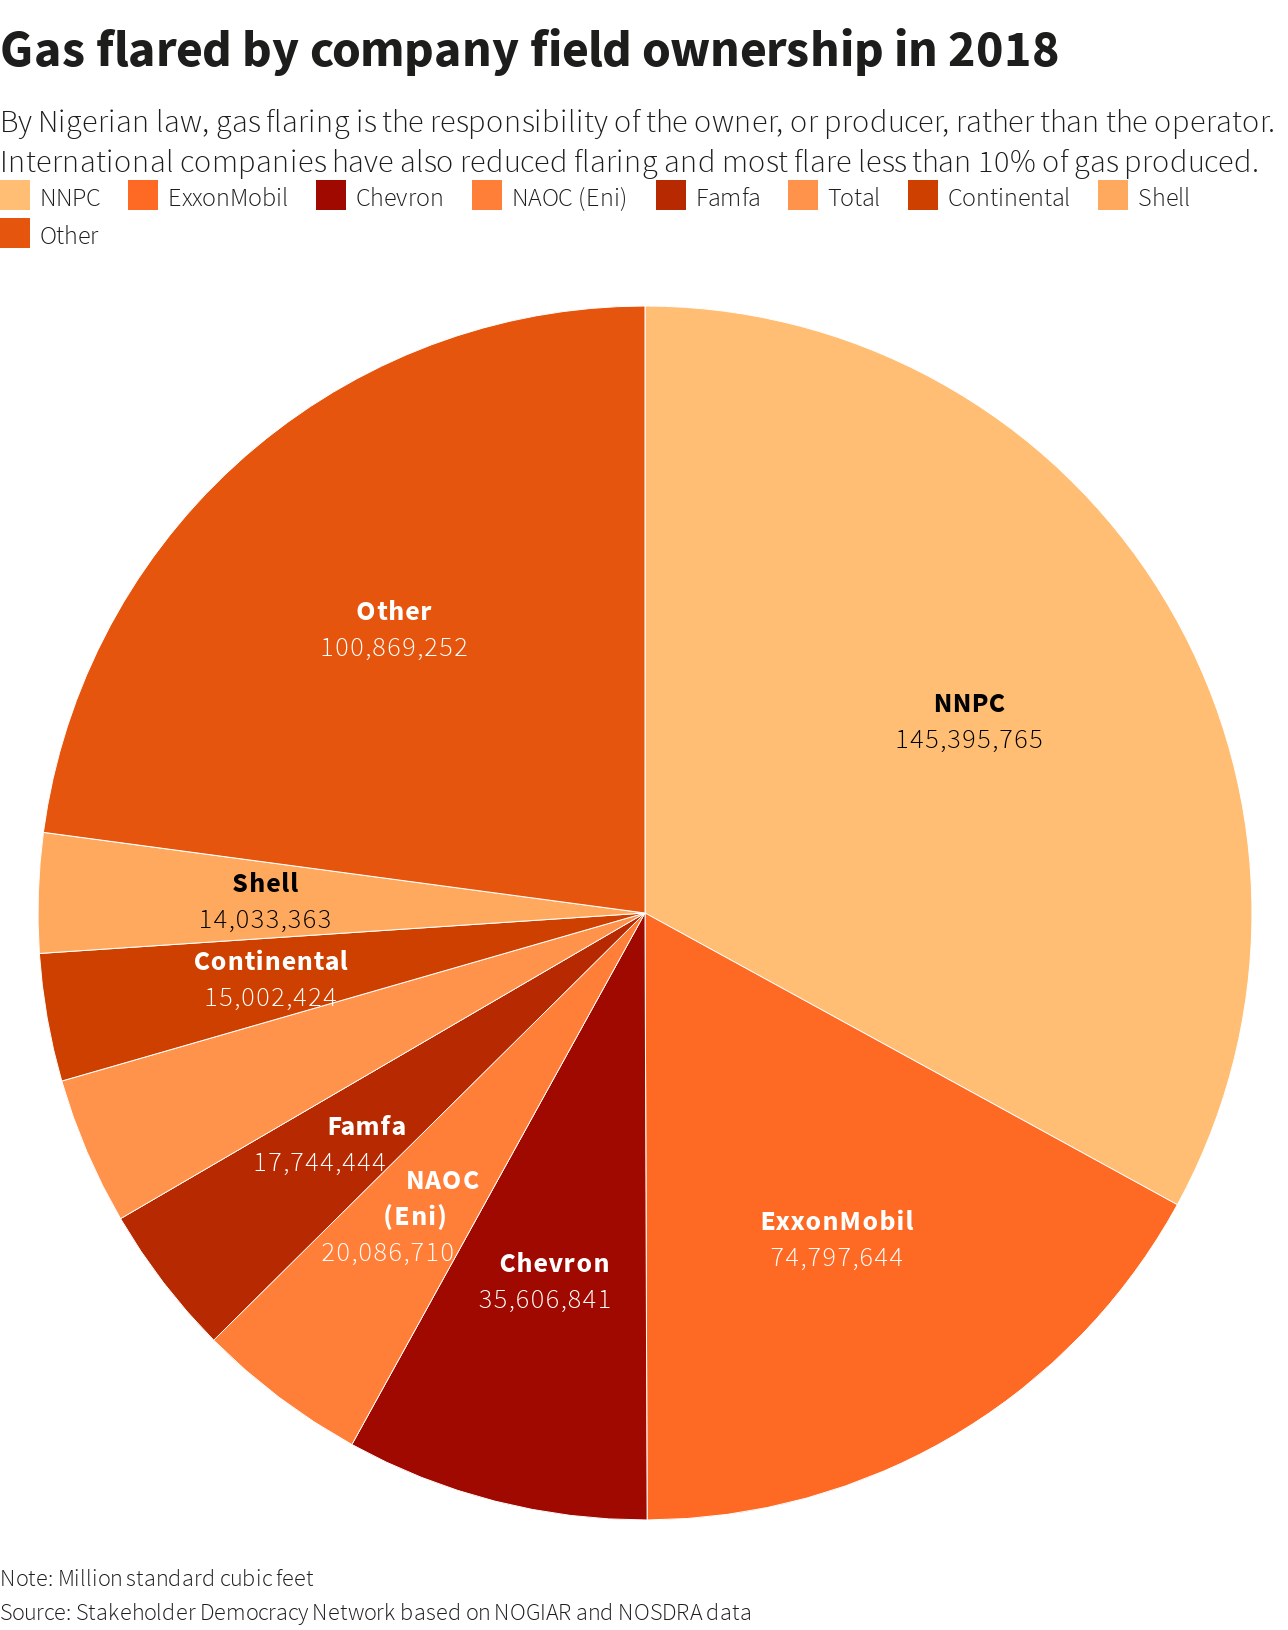 Gas flared by company field ownership in 2018
By Nigerian law, gas flaring is the responsibility of the owner, or producer, rather than the operator.
International companies have also reduced flaring and most flare less than 10% of gas produced.
NNPC ExxonMobil Chevron NAOC (Eni) Famfa Total Continental Shell
Other
Other
100,869,252
NNPC
145,395,765
Shell
14,033,363
Continental
15,002,424
Famfa
17,744,444
NAOC
(Eni)
20,086,710
Chevron
35,606,841
ExxonMobil
74,797,644
Note: Million standard cubic feet
Source: Stakeholder Democracy Network based on NOGIAR and NOSDRA data